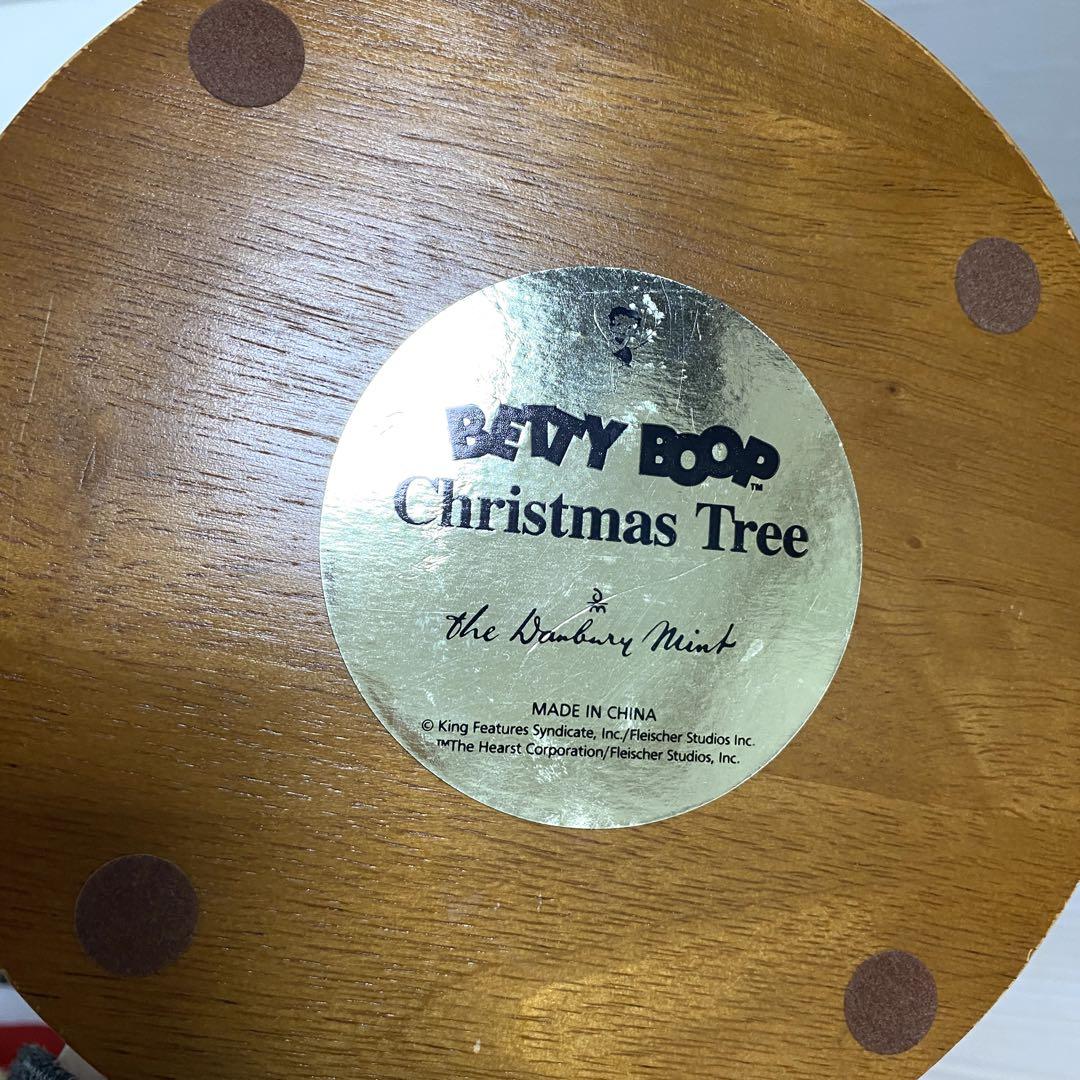 BETTY BOOP™
Christmas Tree
dm
the Danbury Mint
MADE IN CHINA
© King Features Syndicate, Inc./Fleischer Studios Inc.
™The Hearst Corporation/Fleischer Studios, Inc.